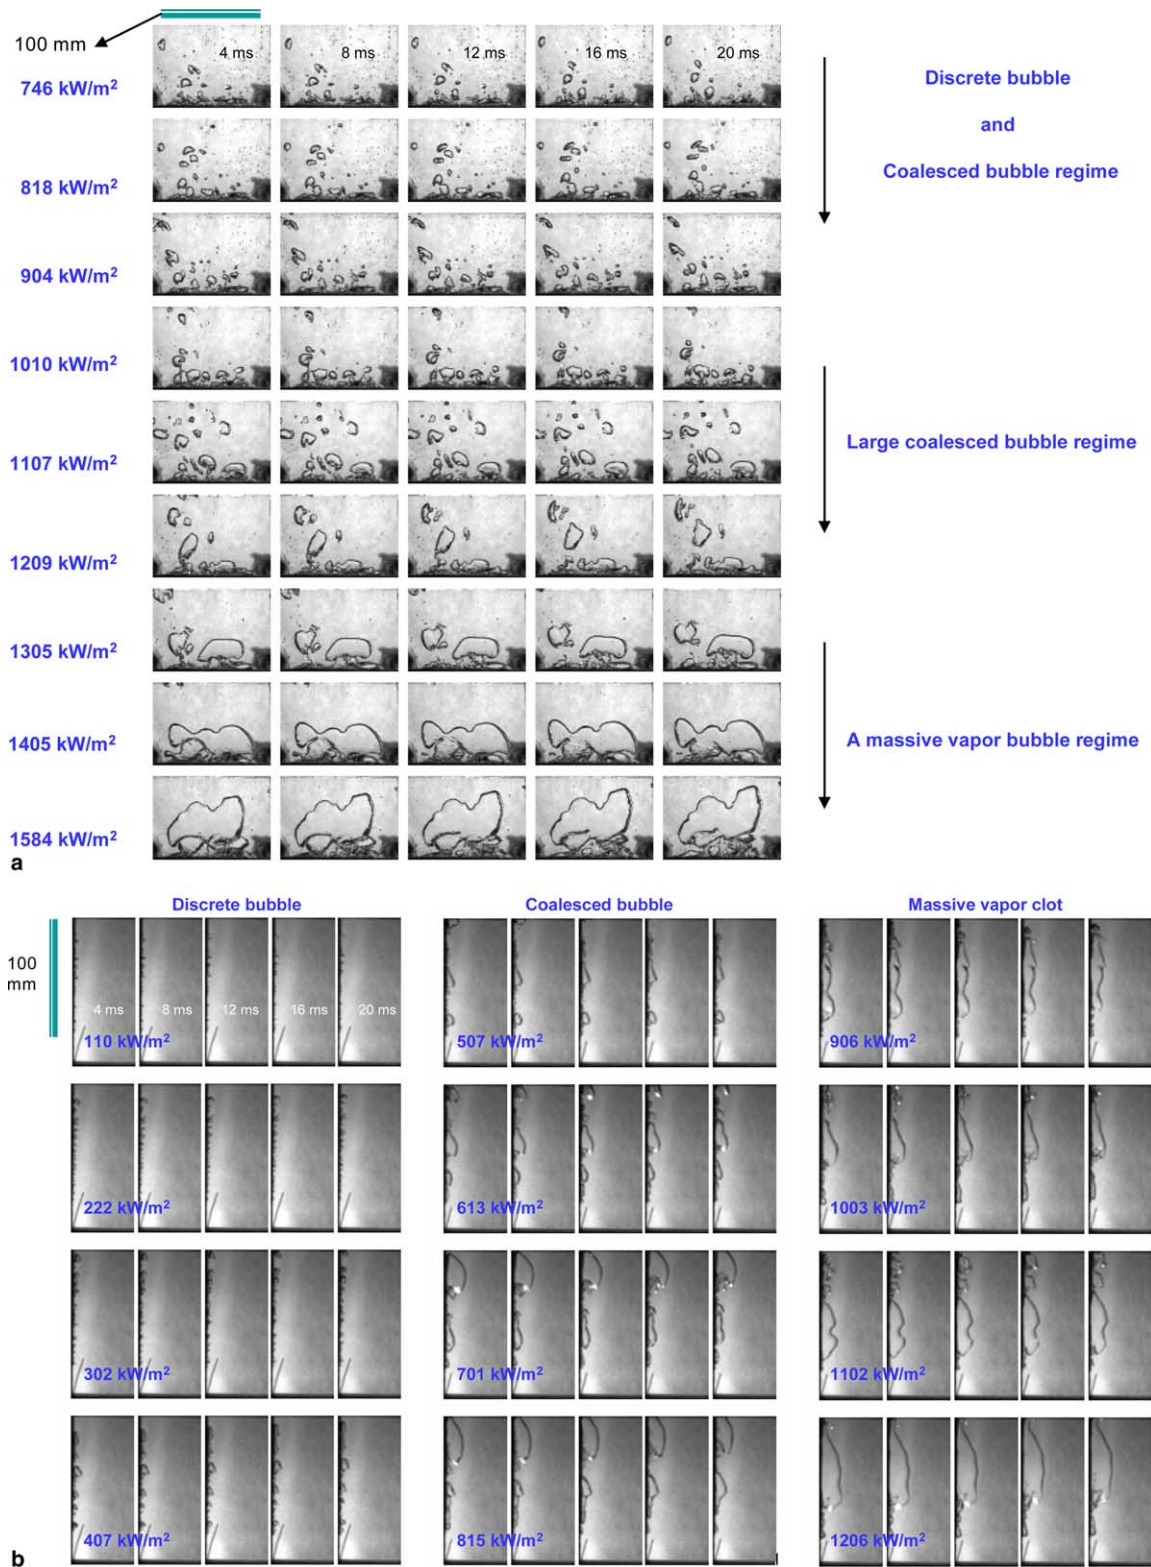 100 mm
4 ms 8 ms 12 ms 16 ms 20 ms
746 kW/m²
Discrete bubble
and
Coalesced bubble regime
818 kW/m²
904 kW/m²
1010 kW/m²
Large coalesced bubble regime
1107 kW/m²
1209 kW/m²
1305 kW/m²
A massive vapor bubble regime
1405 kW/m²
1584 kW/m²
a
Discrete bubble
Coalesced bubble
Massive vapor clot
100
mm
4 ms 8 ms 12 ms 16 ms 20 ms
110 kW/m²
507 kW/m²
906 kW/m²
222 kW/m²
613 kW/m²
1003 kW/m²
302 kW/m²
701 kW/m²
1102 kW/m²
407 kW/m²
815 kW/m²
1206 kW/m²
b